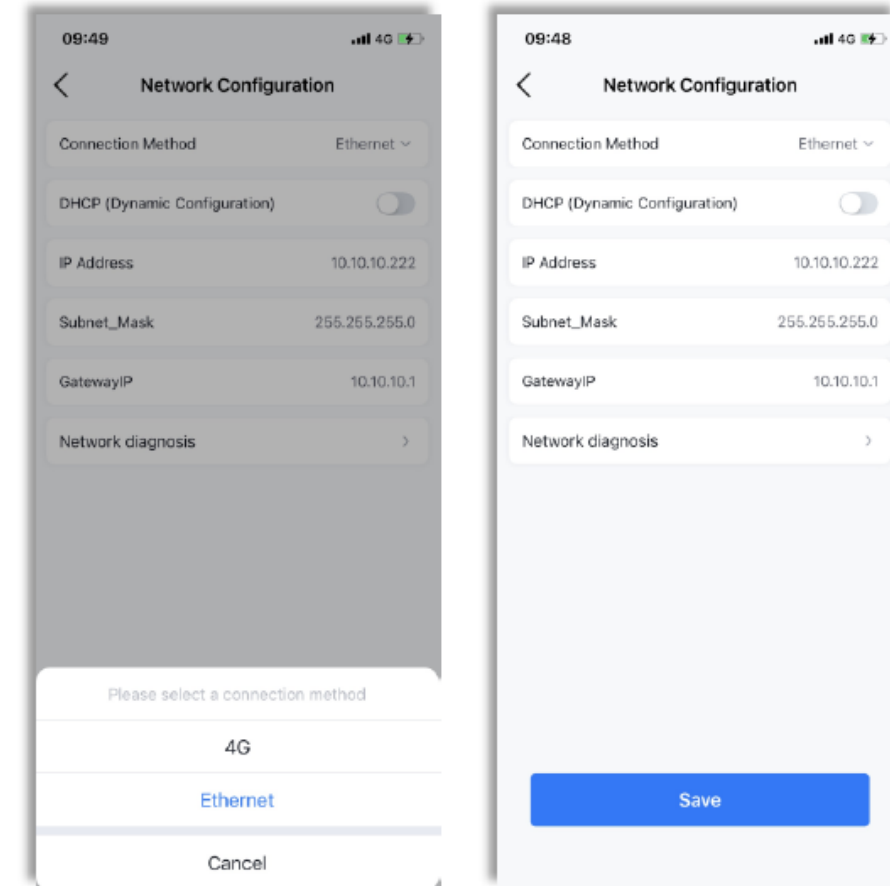 09:49
4G
Network Configuration
Connection Method Ethernet
DHCP (Dynamic Configuration)
IP Address 10.10.10.222
Subnet_Mask 255.255.255.0
GatewayIP 10.10.10.1
Network diagnosis
Please select a connection method
4G
Ethernet
Cancel
09:48
4G
Network Configuration
Connection Method Ethernet
DHCP (Dynamic Configuration)
IP Address 10.10.10.222
Subnet_Mask 255.255.255.0
GatewayIP 10.10.10.1
Network diagnosis
Save